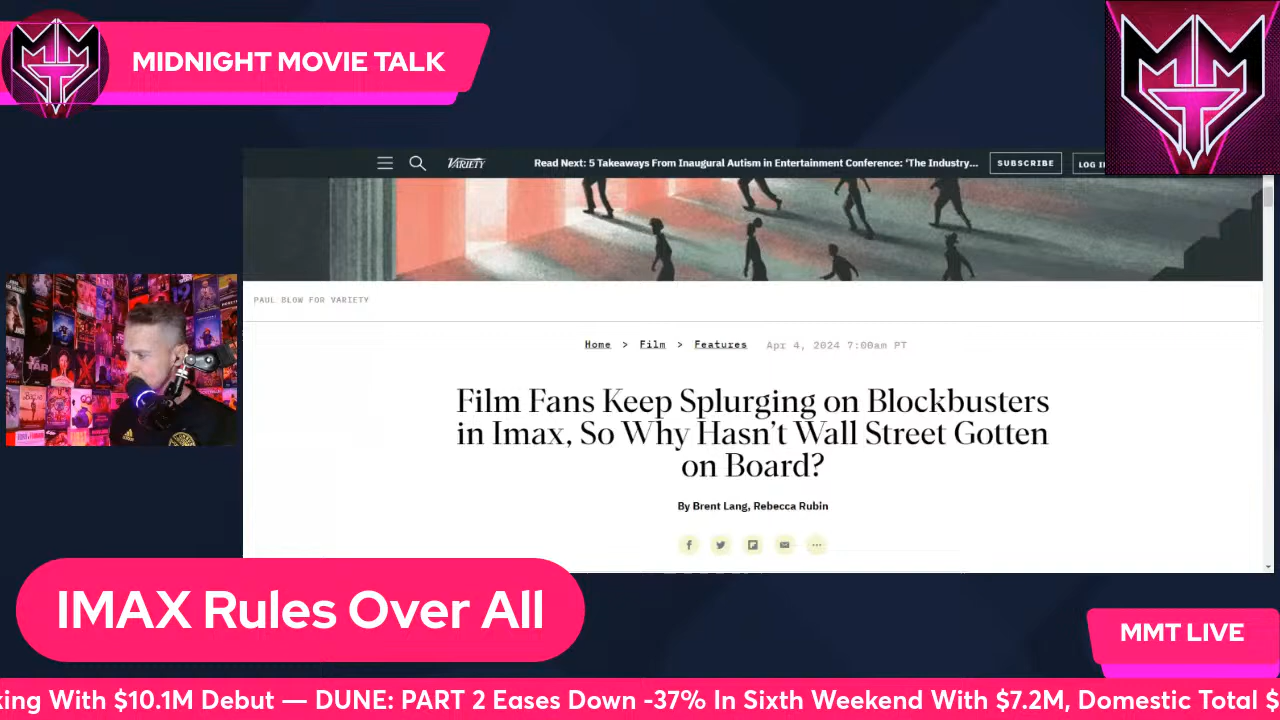 MIDNIGHT MOVIE TALK
VARIETY
Read Next: 5 Takeaways From Inaugural Autism in Entertainment Conference: ‘The Industry...
SUBSCRIBE
LOG I
PAUL BLOW FOR VARIETY
Home > Film > Features Apr 4, 2024 7:00am PT
Film Fans Keep Splurging on Blockbusters
in Imax, So Why Hasn’t Wall Street Gotten
on Board?
By Brent Lang, Rebecca Rubin
TÁR
IMAX Rules Over All
MMT LIVE
king With $10.1M Debut — DUNE: PART 2 Eases Down -37% In Sixth Weekend With $7.2M, Domestic Total $